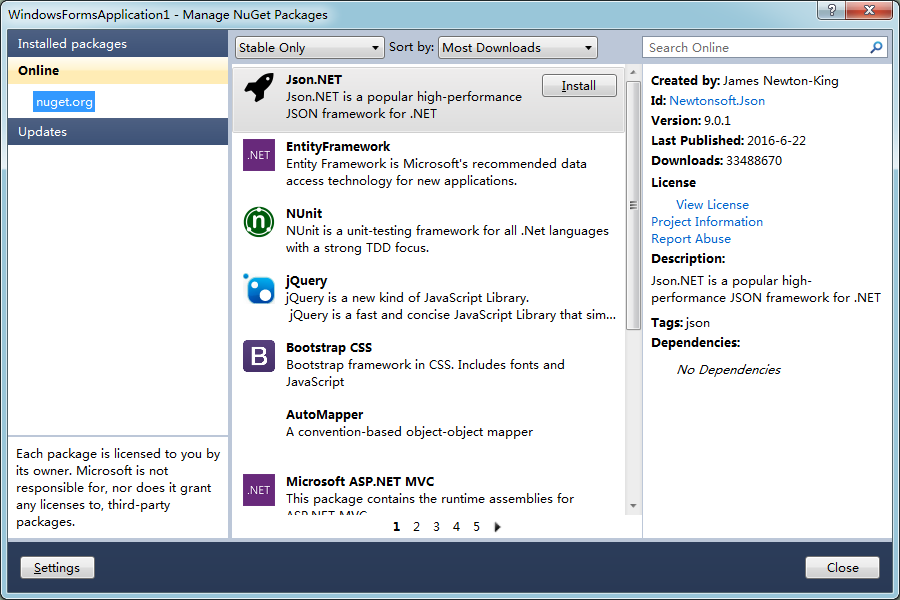 WindowsFormsApplication1 - Manage NuGet Packages
?
Installed packages
Online
nuget.org
Updates
Each package is licensed to you by
its owner. Microsoft is not
responsible for, nor does it grant
any licenses to, third-party
packages.
Stable Only
Sort by:
Most Downloads
Json.NET
Json.NET is a popular high-performance
JSON framework for .NET
Install
.NET
EntityFramework
Entity Framework is Microsoft's recommended data
access technology for new applications.
n
NUnit
NUnit is a unit-testing framework for all .Net languages
with a strong TDD focus.
jQuery
jQuery is a new kind of JavaScript Library.
jQuery is a fast and concise JavaScript Library that sim...
B
Bootstrap CSS
Bootstrap framework in CSS. Includes fonts and
JavaScript
AutoMapper
A convention-based object-object mapper
.NET
Microsoft ASP.NET MVC
This package contains the runtime assemblies for
ASP.NET MVC
1 2 3 4 5
Search Online
Created by: James Newton-King
Id: Newtonsoft.Json
Version: 9.0.1
Last Published: 2016-6-22
Downloads: 33488670
License
View License
Project Information
Report Abuse
Description:
Json.NET is a popular high-
performance JSON framework for .NET
Tags: json
Dependencies:
No Dependencies
Settings
Close